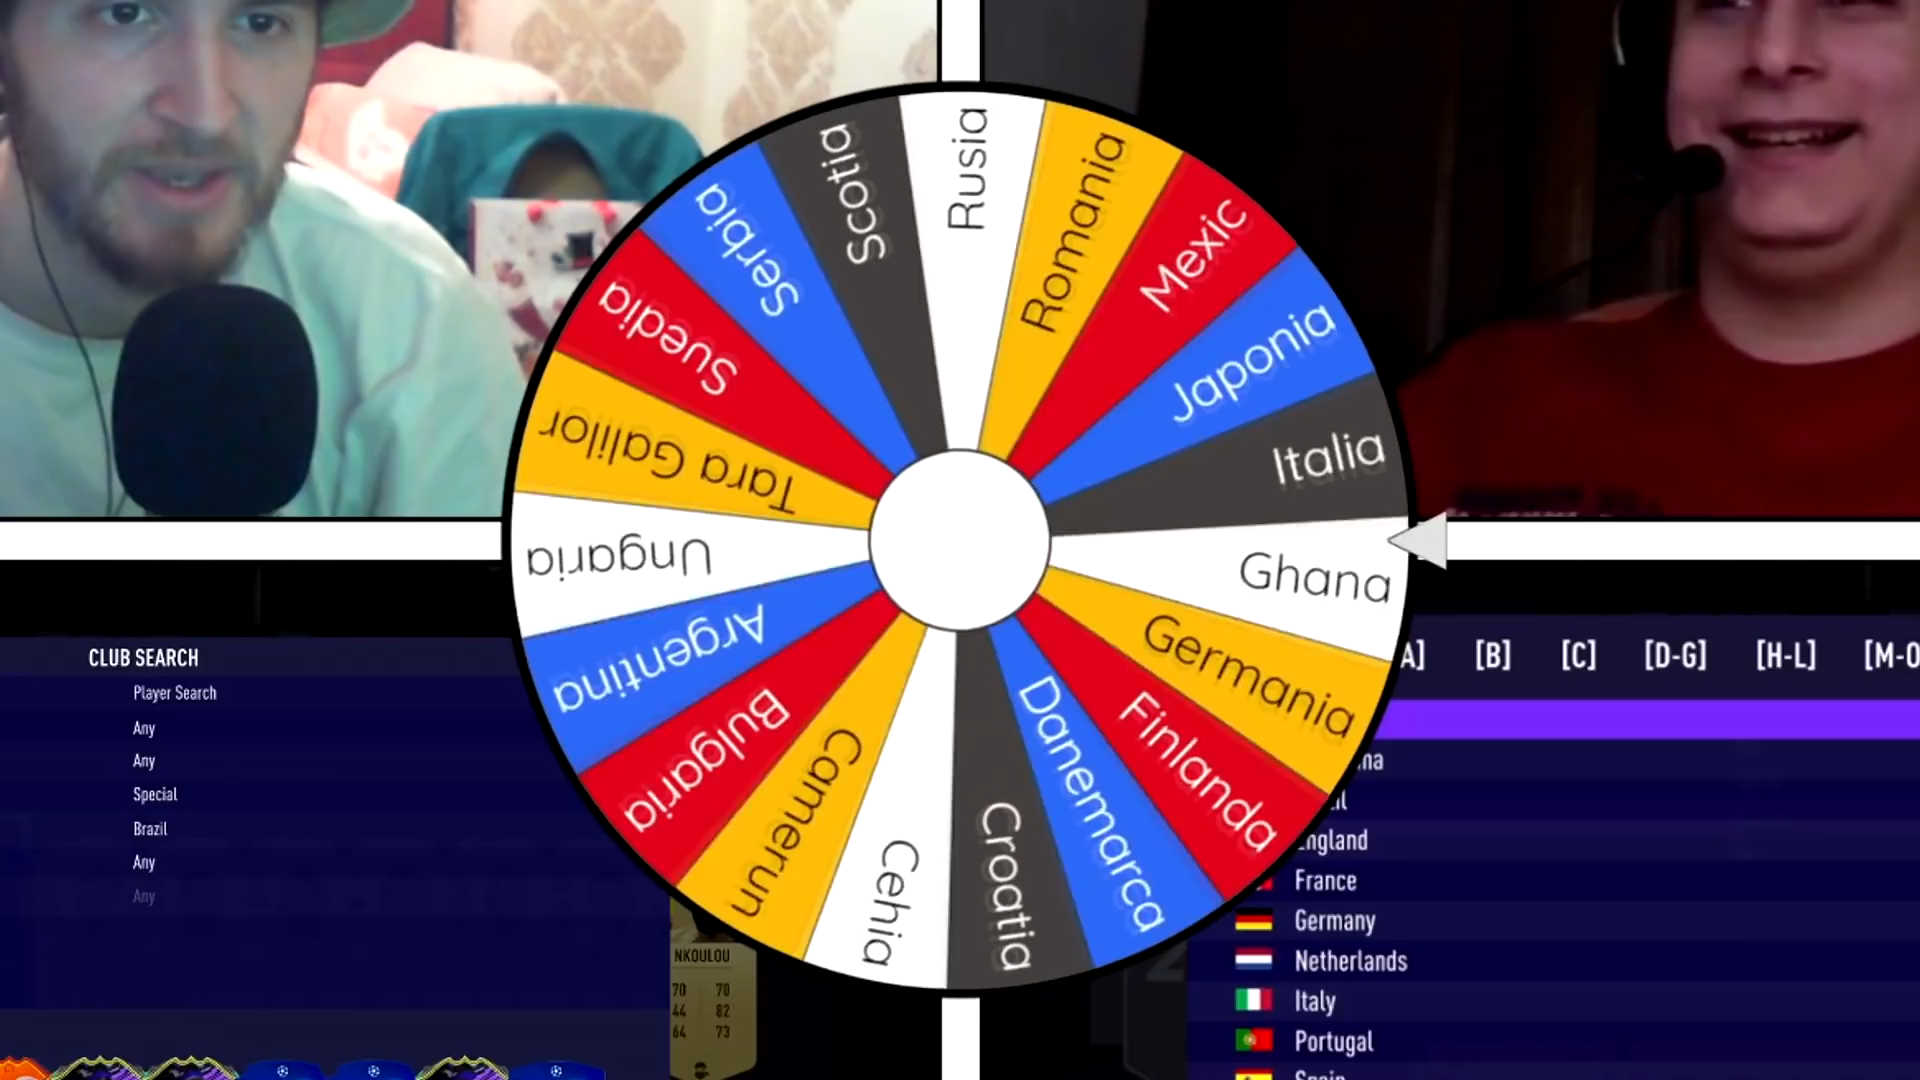 Rusia
Romania
Mexic
Japonia
Italia
Ghana
Germania
Finlanda
Danemarca
Croatia
Cehia
Camerun
Bulgaria
Argentina
Ungaria
Tara Galilor
Suedia
Serbia
Scotia
CLUB SEARCH
Player Search
Any
Any
Special
Brazil
Any
Any
NKOULOU
70 70
44 82
64 73
A] [B] [C] [D-G] [H-L] [M-O
England
France
Germany
Netherlands
Italy
Portugal
Spain